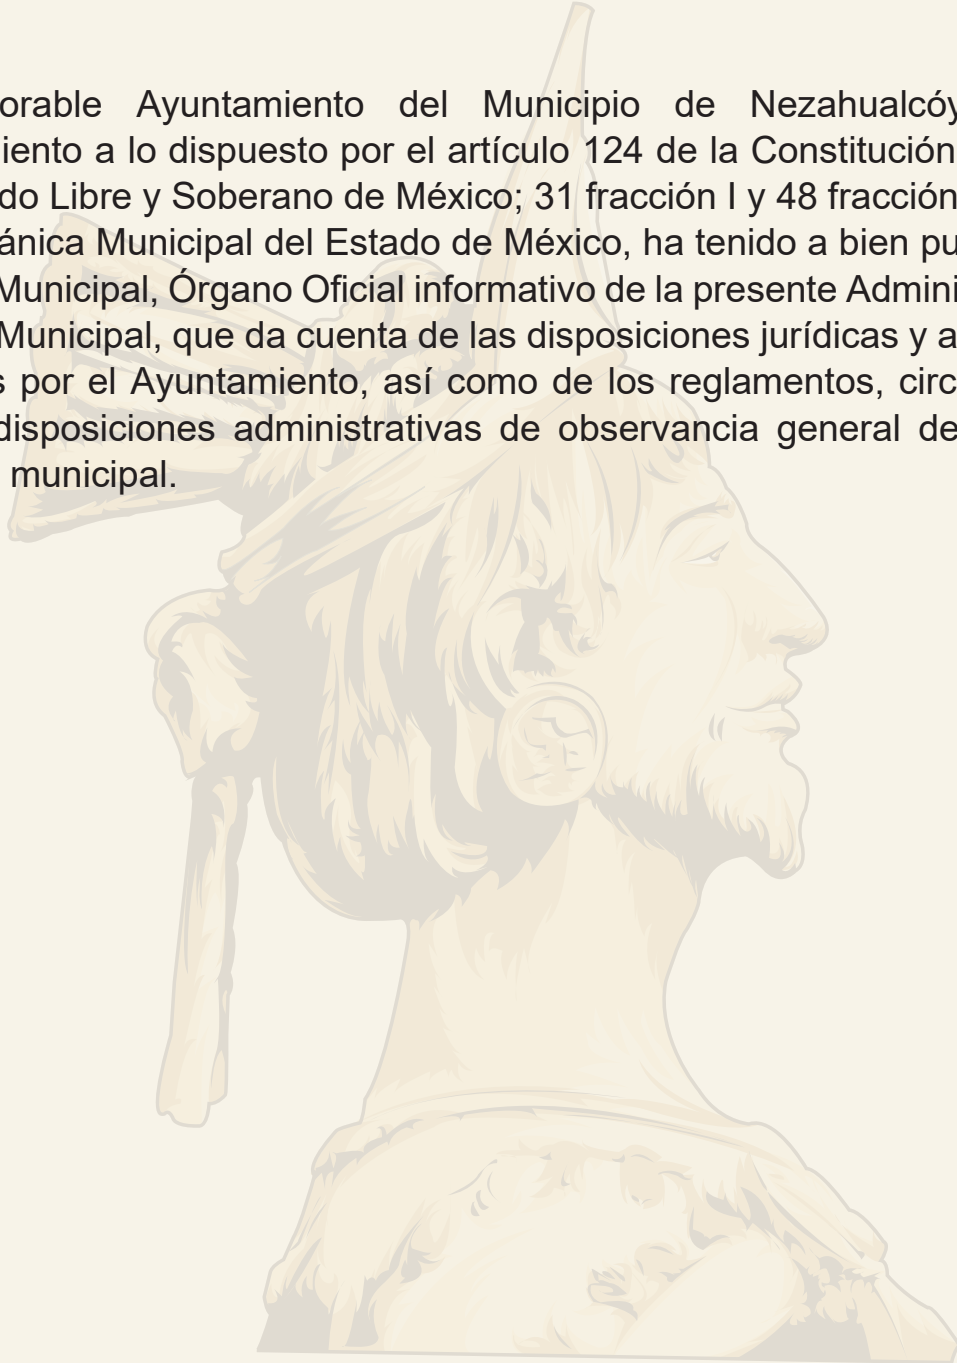 orable Ayuntamiento del Municipio de Nezahualcóy
iento a lo dispuesto por el artículo 124 de la Constitución
do Libre y Soberano de México; 31 fracción I y 48 fracción
ánica Municipal del Estado de México, ha tenido a bien pu
Municipal, Órgano Oficial informativo de la presente Admini
Municipal, que da cuenta de las disposiciones jurídicas y a
s por el Ayuntamiento, así como de los reglamentos, circ
disposiciones administrativas de observancia general de
municipal.